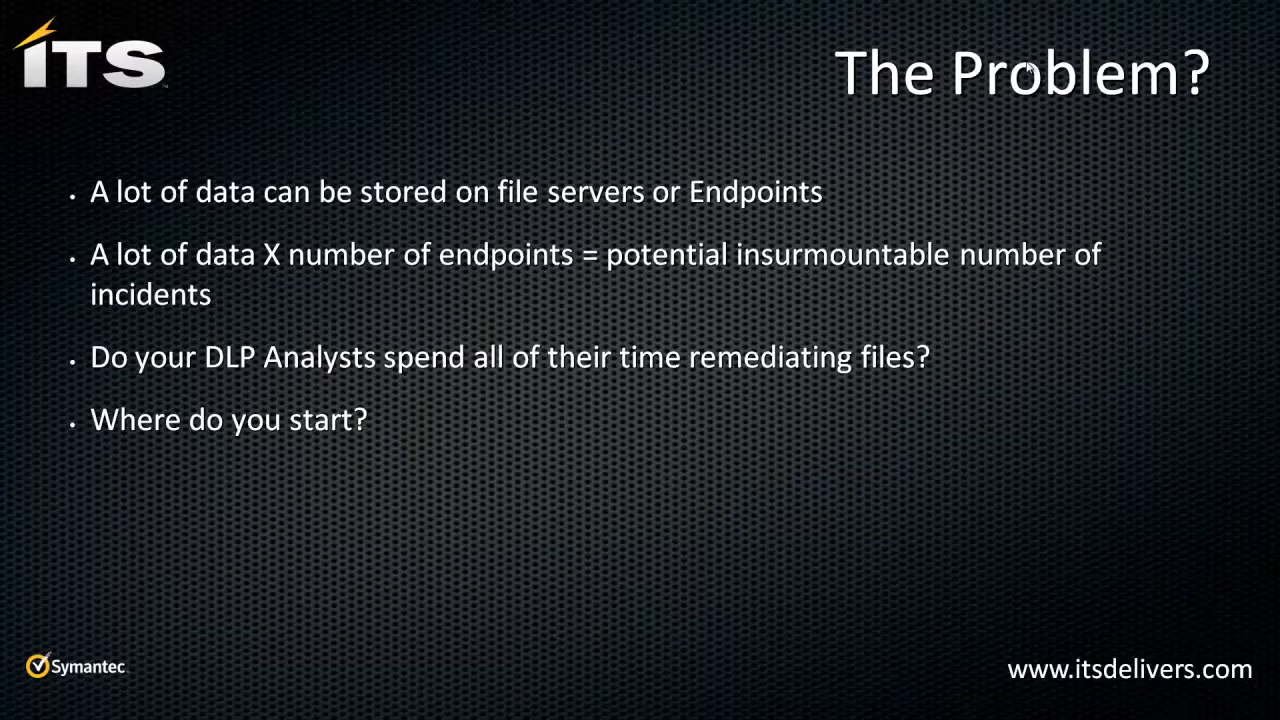 iTS
The Problem?
• A lot of data can be stored on file servers or Endpoints
• A lot of data X number of endpoints = potential insurmountable number of
incidents
• Do your DLP Analysts spend all of their time remediating files?
• Where do you start?
Symantec
www.itsdelivers.com